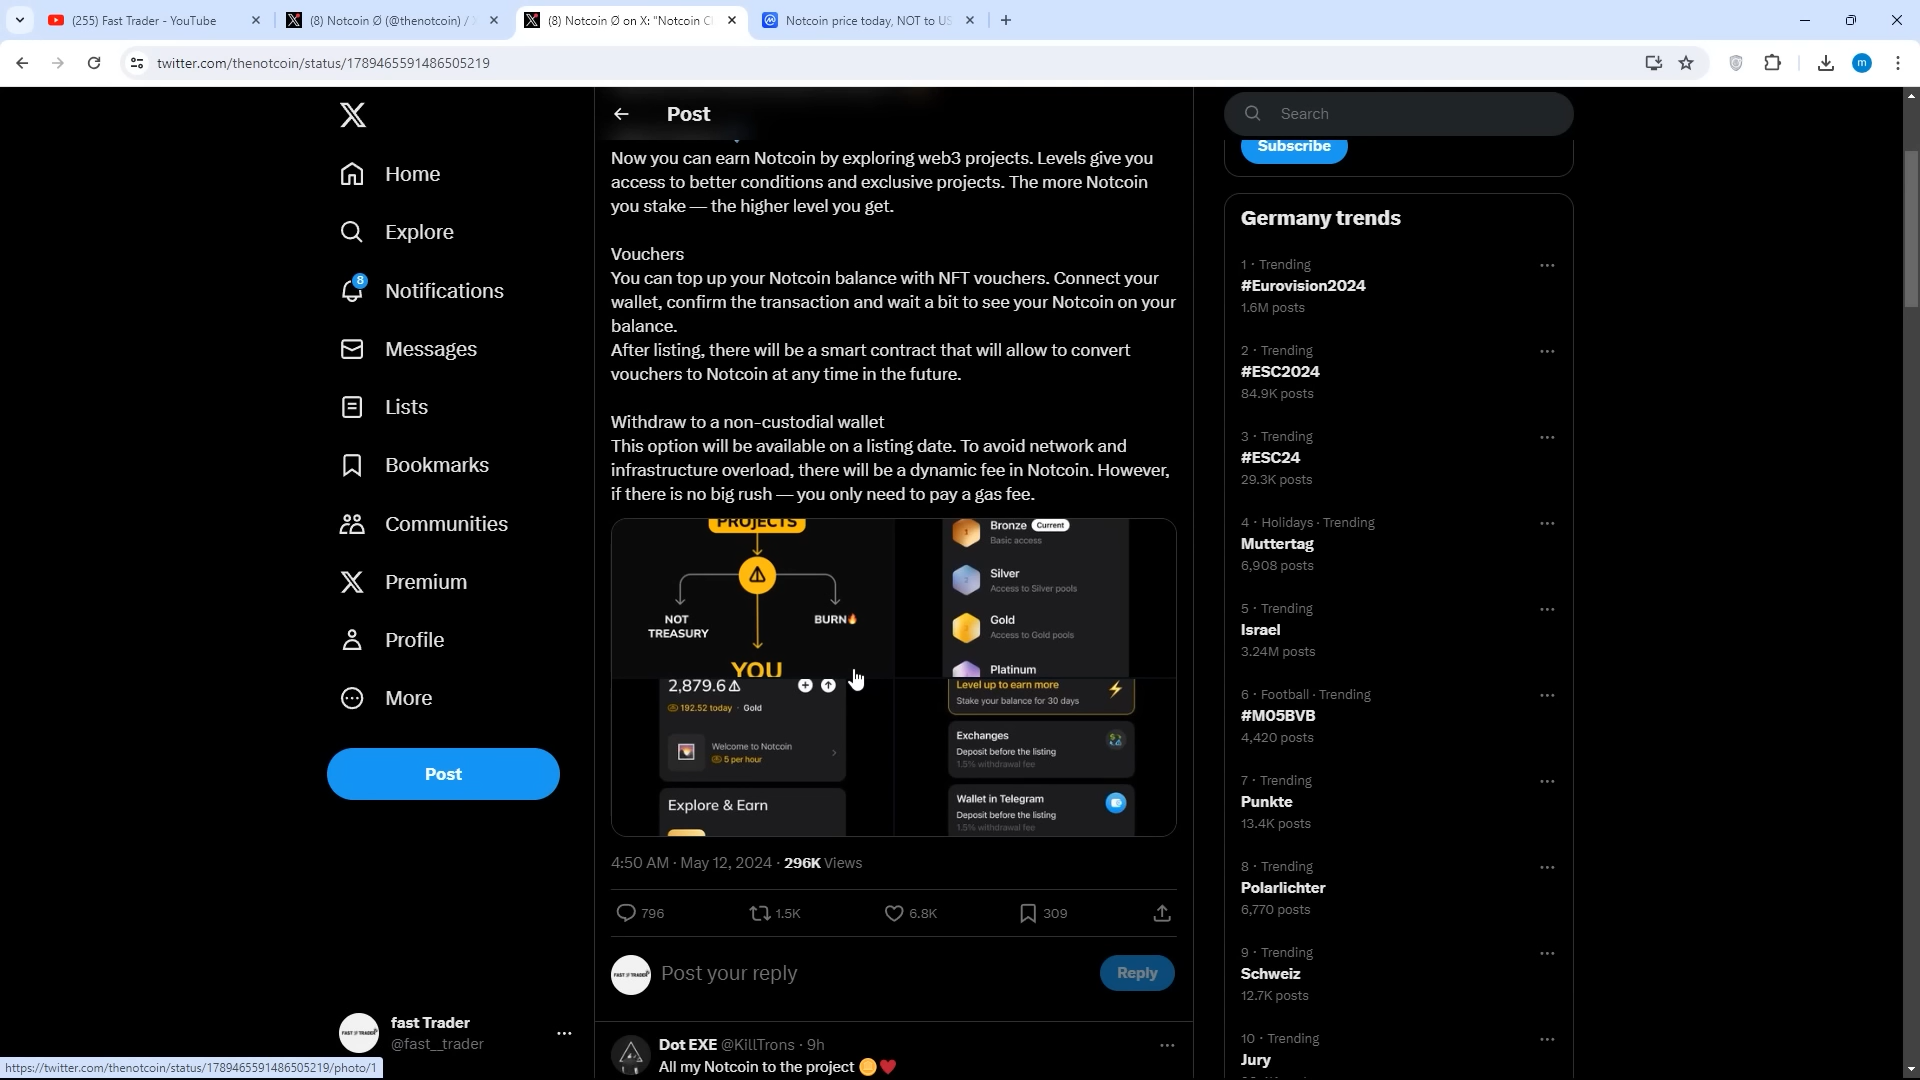 (255) Fast Trader - YouTube
(8) Notcoin Ø (@thenotcoin) /
(8) Notcoin Ø on X: "Notcoin C
Notcoin price today, NOT to US
twitter.com/thenotcoin/status/1789465591486505219
m
Home
Explore
8
Notifications
Messages
Lists
Bookmarks
Communities
Premium
Profile
More
Post
fast Trader
@fast__trader
https://twitter.com/thenotcoin/status/1789465591486505219/photo/1
Post
Now you can earn Notcoin by exploring web3 projects. Levels give you
access to better conditions and exclusive projects. The more Notcoin
you stake — the higher level you get.
Vouchers
You can top up your Notcoin balance with NFT vouchers. Connect your
wallet, confirm the transaction and wait a bit to see your Notcoin on your
balance.
After listing, there will be a smart contract that will allow to convert
vouchers to Notcoin at any time in the future.
Withdraw to a non-custodial wallet
This option will be available on a listing date. To avoid network and
infrastructure overload, there will be a dynamic fee in Notcoin. However,
if there is no big rush — you only need to pay a gas fee.
PROJECTS
NOT
TREASURY
BURN🔥
YOU
Bronze Current
Basic access
Silver
Access to Silver pools
Gold
Access to Gold pools
Platinum
2,879.6
192.52 today · Gold
Welcome to Notcoin
5 per hour
Explore & Earn
Level up to earn more
Stake your balance for 30 days
Exchanges
Deposit before the listing
1.5% withdrawal fee
Wallet in Telegram
Deposit before the listing
1.5% withdrawal fee
4:50 AM · May 12, 2024 · 296K Views
796
1.5K
6.8K
309
FAST TRADER
Post your reply
Reply
Dot EXE @KillTrons · 9h
All my Notcoin to the project 🟡♥️
Search
Subscribe
Germany trends
1 · Trending
#Eurovision2024
1.6M posts
2 · Trending
#ESC2024
84.9K posts
3 · Trending
#ESC24
29.3K posts
4 · Holidays · Trending
Muttertag
6,908 posts
5 · Trending
Israel
3.24M posts
6 · Football · Trending
#M05BVB
4,420 posts
7 · Trending
Punkte
13.4K posts
8 · Trending
Polarlichter
6,770 posts
9 · Trending
Schweiz
12.7K posts
10 · Trending
Jury